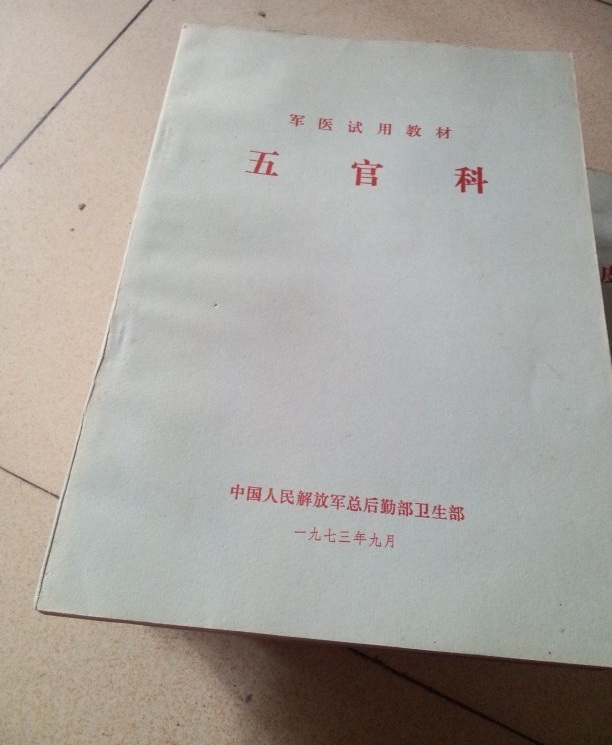 军医试用教材
五官科
中国人民解放军总后勤部卫生部
一九七三年九月